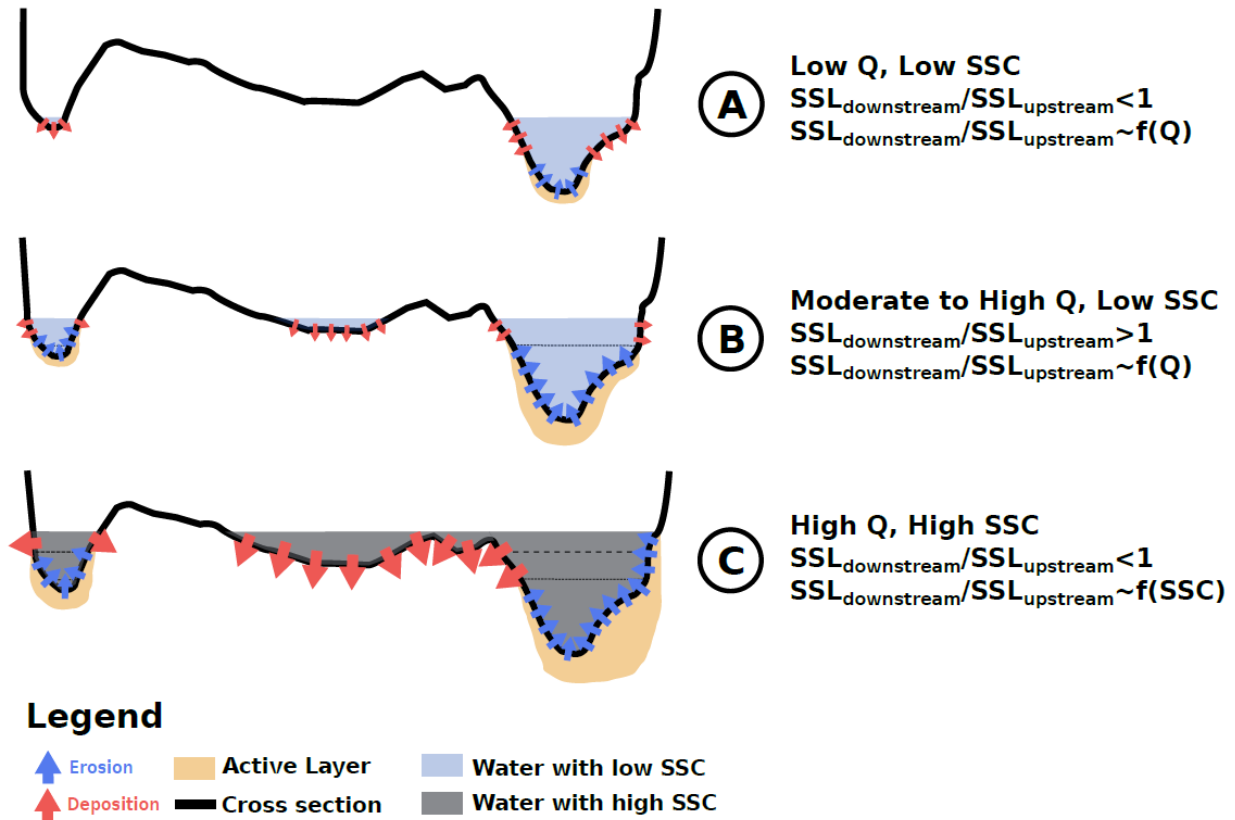 A
Low Q, Low SSC
SSLdownstream/SSLupstream<1
SSLdownstream/SSLupstream~f(Q)
B
Moderate to High Q, Low SSC
SSLdownstream/SSLupstream>1
SSLdownstream/SSLupstream~f(Q)
C
High Q, High SSC
SSLdownstream/SSLupstream<1
SSLdownstream/SSLupstream~f(SSC)
Legend
Erosion
Active Layer
Water with low SSC
Deposition
Cross section
Water with high SSC